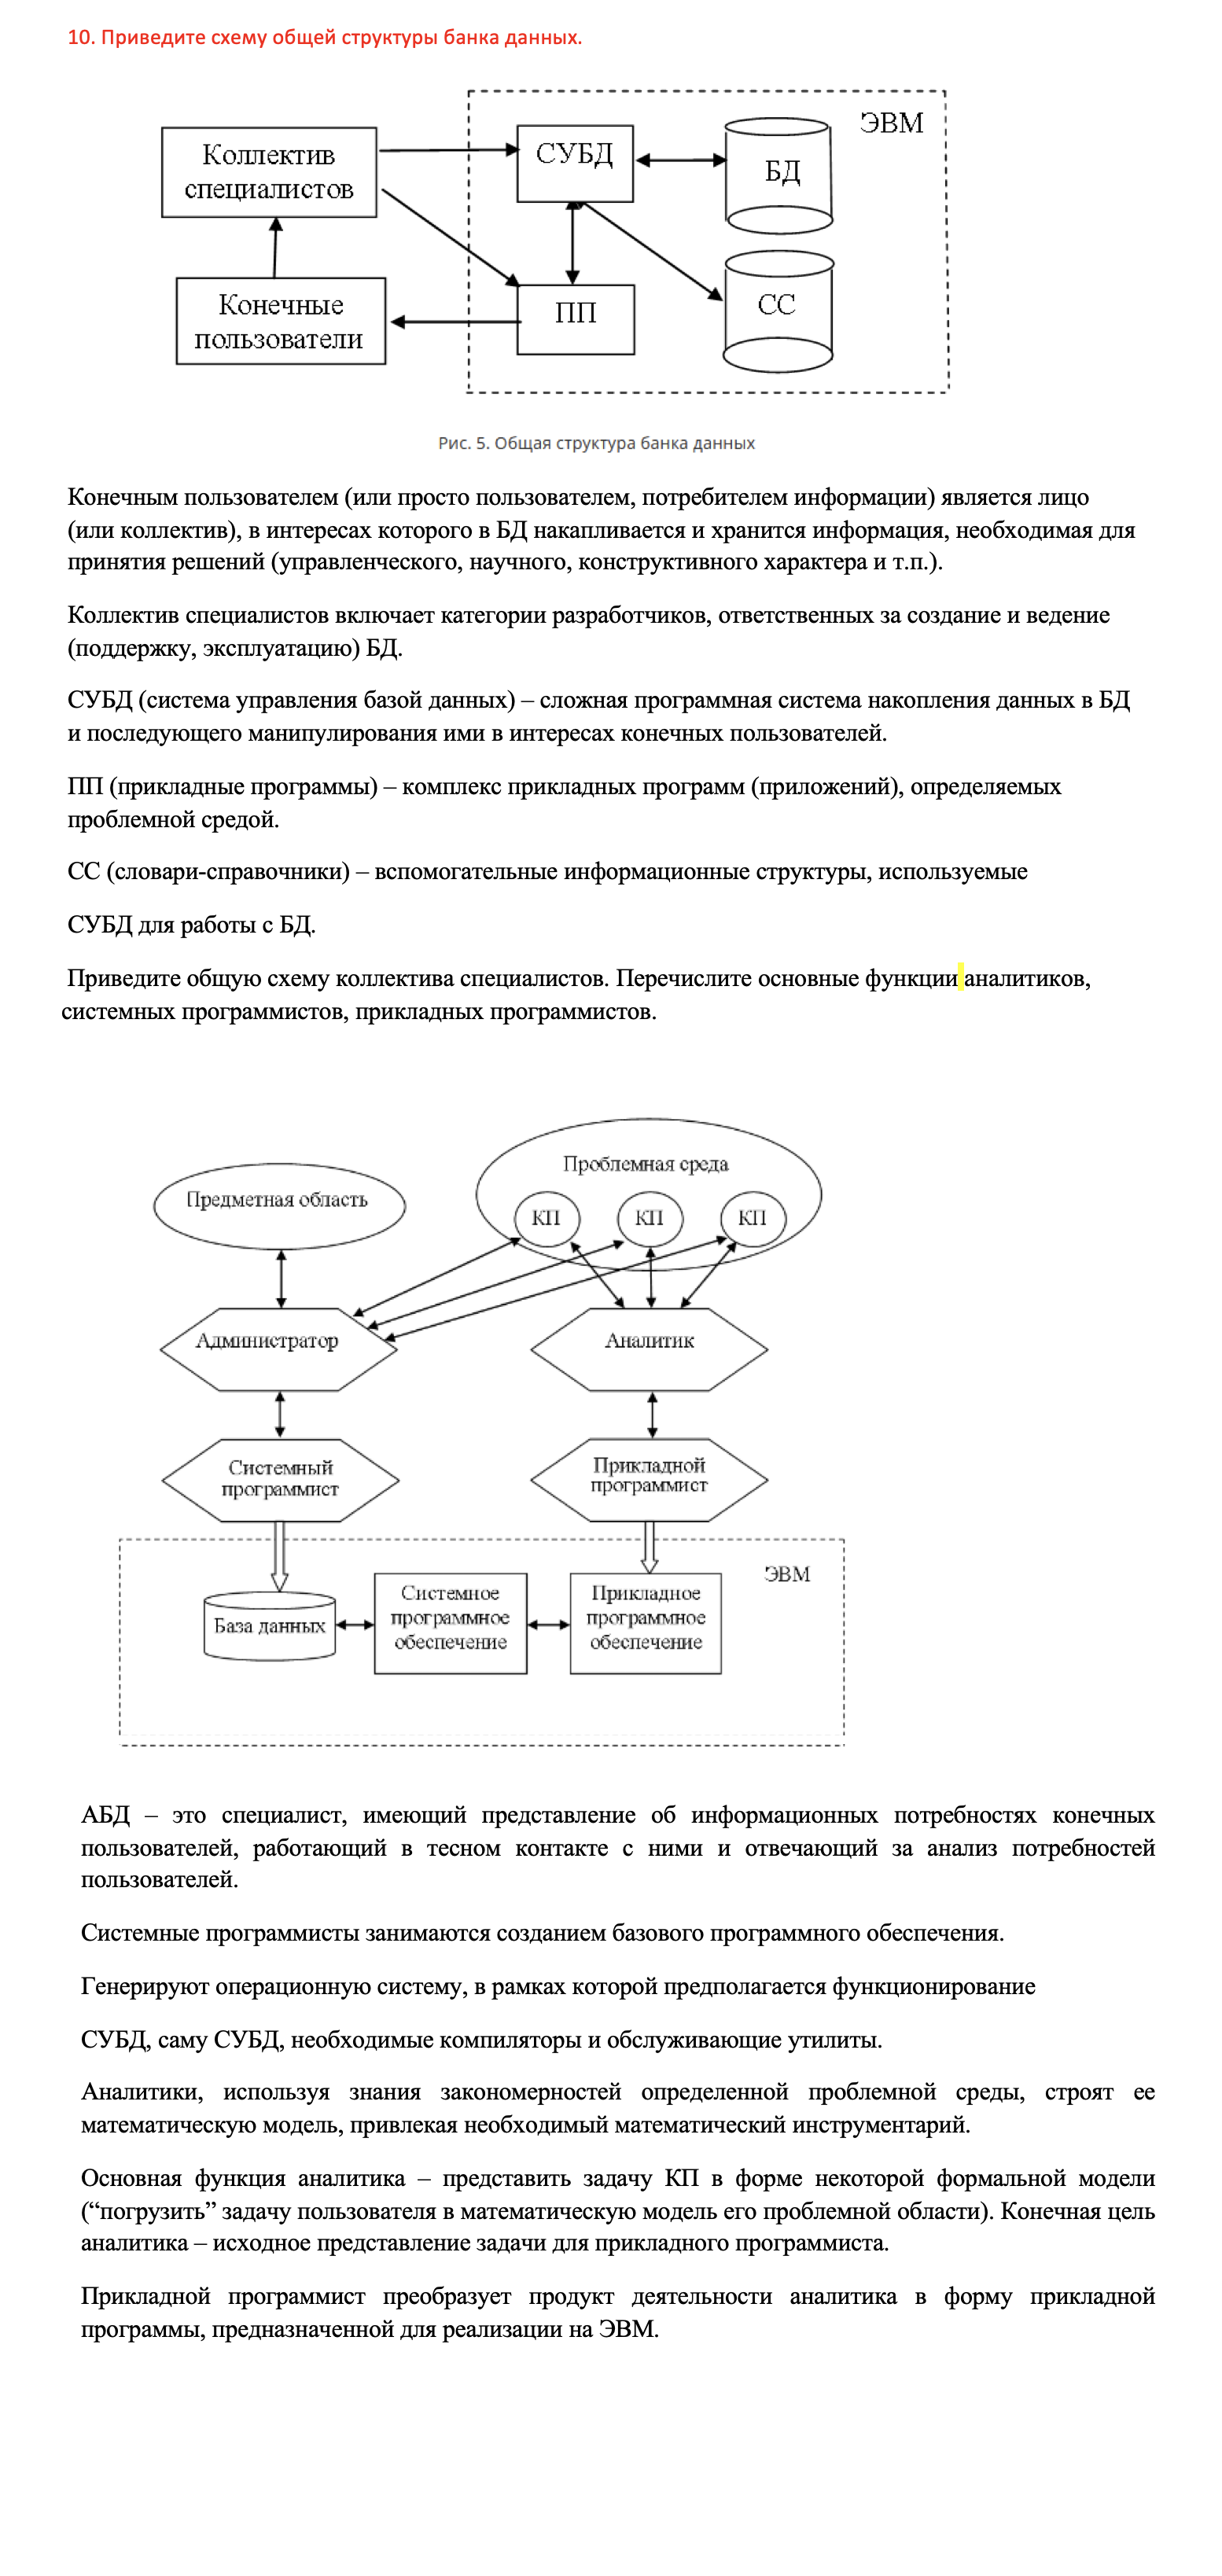 10. Приведите схему общей структуры банка данных.
ЭВМ
Коллектив
специалистов
СУБД
БД
Конечные
пользователи
ПП
СС
Рис. 5. Общая структура банка данных
Конечным пользователем (или просто пользователем, потребителем информации) является лицо
(или коллектив), в интересах которого в БД накапливается и хранится информация, необходимая для
принятия решений (управленческого, научного, конструктивного характера и т.п.).
Коллектив специалистов включает категории разработчиков, ответственных за создание и ведение
(поддержку, эксплуатацию) БД.
СУБД (система управления базой данных) – сложная программная система накопления данных в БД
и последующего манипулирования ими в интересах конечных пользователей.
ПП (прикладные программы) – комплекс прикладных программ (приложений), определяемых
проблемной средой.
СС (словари-справочники) – вспомогательные информационные структуры, используемые
СУБД для работы с БД.
Приведите общую схему коллектива специалистов. Перечислите основные функции аналитиков,
системных программистов, прикладных программистов.
Проблемная среда
Предметная область
КП
КП
КП
Администратор
Аналитик
Системный
программист
Прикладной
программист
ЭВМ
База данных
Системное
программное
обеспечение
Прикладное
программное
обеспечение
АБД – это специалист, имеющий представление об информационных потребностях конечных
пользователей, работающий в тесном контакте с ними и отвечающий за анализ потребностей
пользователей.
Системные программисты занимаются созданием базового программного обеспечения.
Генерируют операционную систему, в рамках которой предполагается функционирование
СУБД, саму СУБД, необходимые компиляторы и обслуживающие утилиты.
Аналитики, используя знания закономерностей определенной проблемной среды, строят ее
математическую модель, привлекая необходимый математический инструментарий.
Основная функция аналитика – представить задачу КП в форме некоторой формальной модели
(“погрузить” задачу пользователя в математическую модель его проблемной области). Конечная цель
аналитика – исходное представление задачи для прикладного программиста.
Прикладной программист преобразует продукт деятельности аналитика в форму прикладной
программы, предназначенной для реализации на ЭВМ.